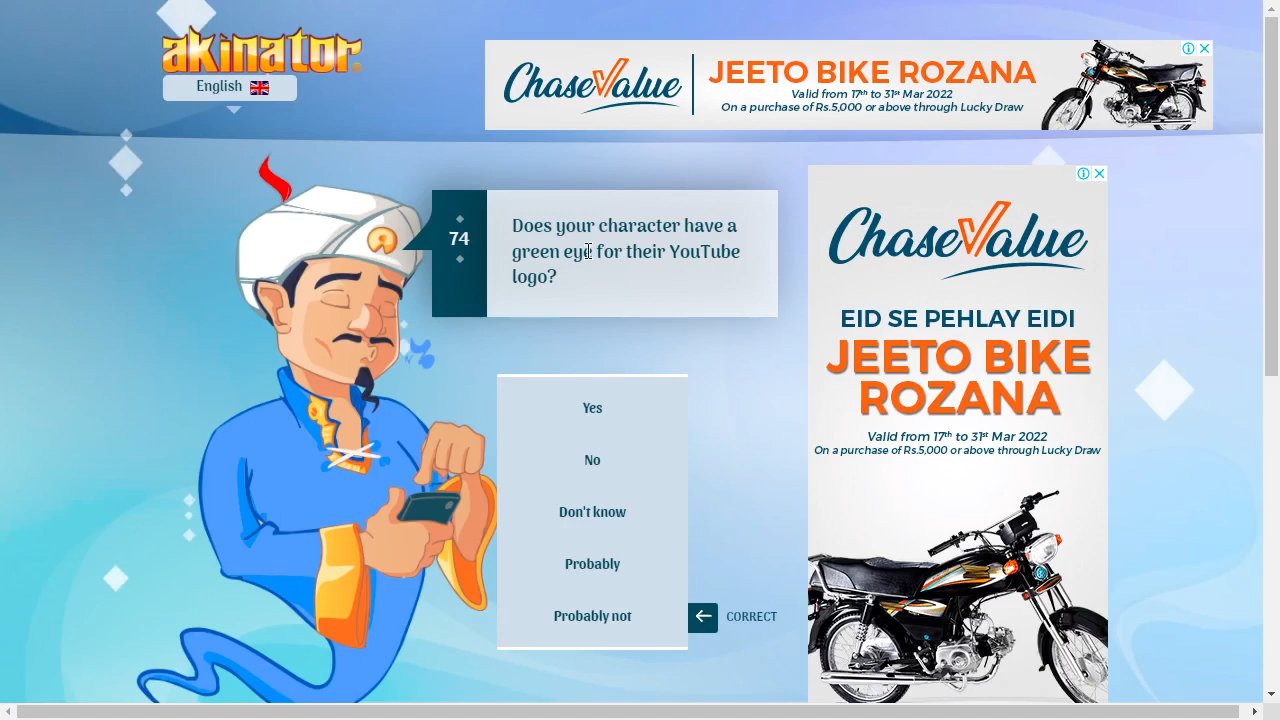 akinator
English
ChaseValue
JEETO BIKE ROZANA
Valid from 17th to 31st Mar 2022
On a purchase of Rs.5,000 or above through Lucky Draw
74
Does your character have a
green eye for their YouTube
logo?
Yes
No
Don't know
Probably
Probably not
CORRECT
ChaseValue
EID SE PEHLAY EIDI
JEETO BIKE
ROZANA
Valid from 17th to 31st Mar 2022
On a purchase of Rs.5,000 or above through Lucky Draw